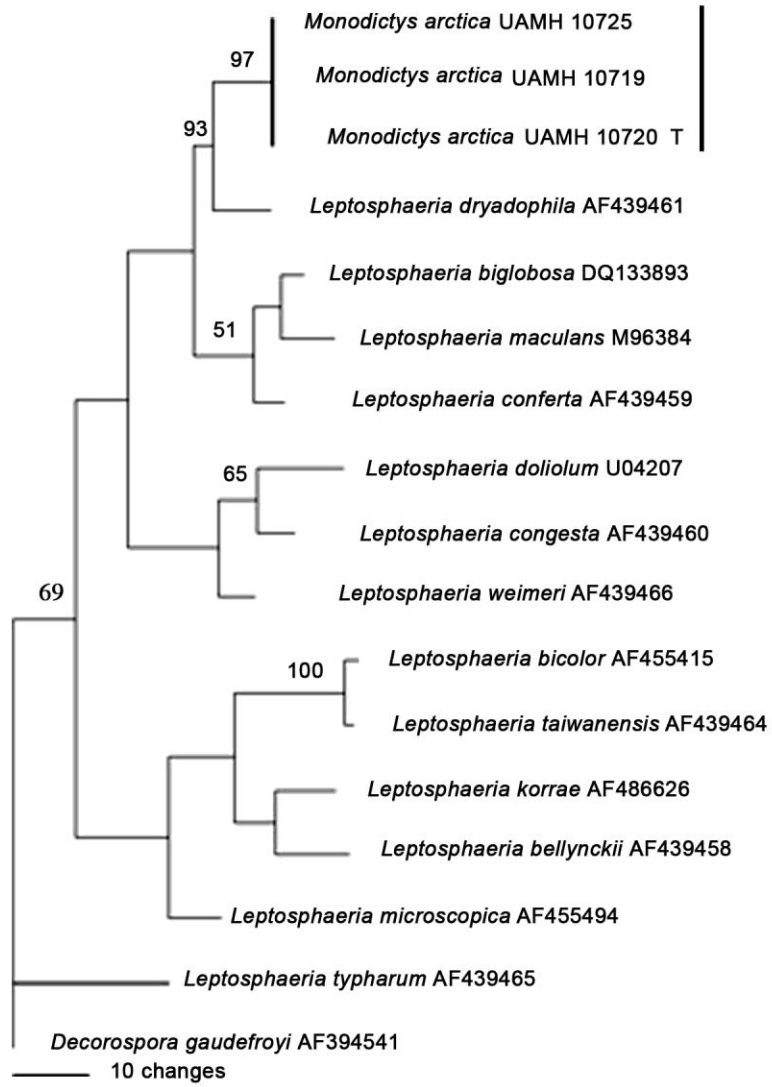 Monodictys arctica UAMH 10725
97
Monodictys arctica UAMH 10719
93
Monodictys arctica UAMH 10720 T
Leptosphaeria dryadophila AF439461
Leptosphaeria biglobosa DQ133893
51
Leptosphaeria maculans M96384
Leptosphaeria conferta AF439459
65
Leptosphaeria doliolum U04207
Leptosphaeria congesta AF439460
69
Leptosphaeria weimeri AF439466
Leptosphaeria bicolor AF455415
100
Leptosphaeria taiwanensis AF439464
Leptosphaeria korrae AF486626
Leptosphaeria bellynckii AF439458
Leptosphaeria microscopica AF455494
Leptosphaeria typharum AF439465
Decorospora gaudefroyi AF394541
10 changes